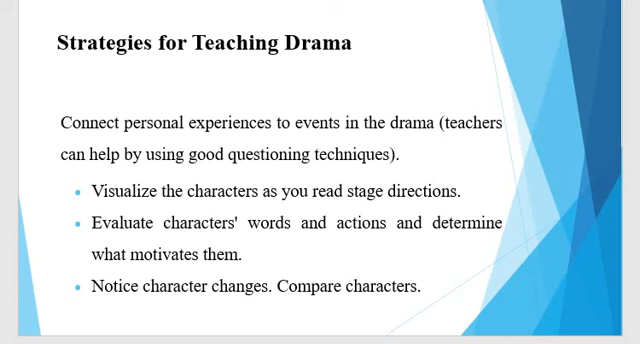 Strategies for Teaching Drama
Connect personal experiences to events in the drama (teachers
can help by using good questioning techniques).
• Visualize the characters as you read stage directions.
• Evaluate characters' words and actions and determine
what motivates them.
• Notice character changes. Compare characters.